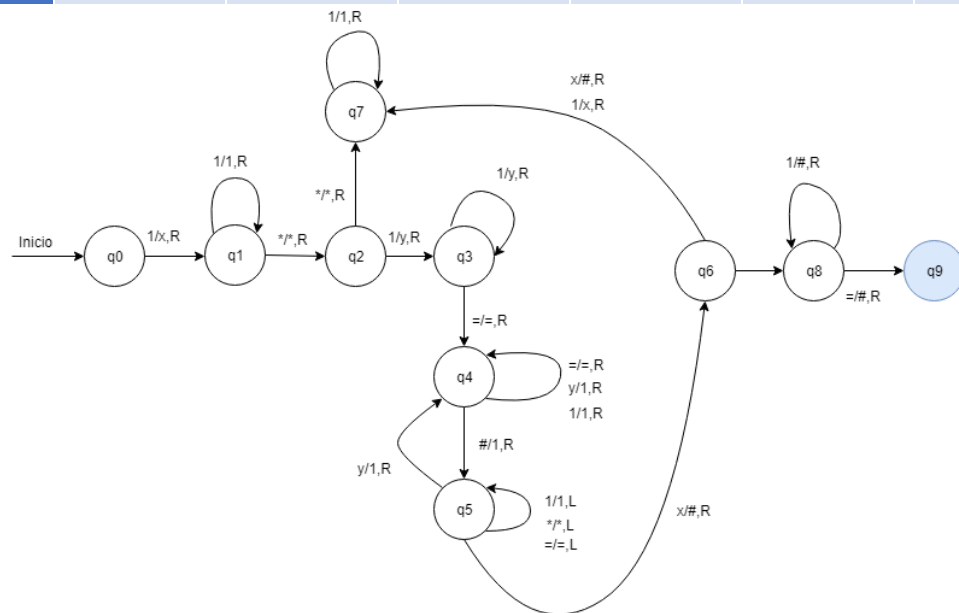 1/1,R
q7
x/#,R
1/x,R
1/1,R
*/*,R
1/y,R
1/#,R
Inicio
q0
1/x,R
q1
*/*,R
q2
1/y,R
q3
q6
q8
=/#,R
q9
=/=,R
q4
=/=,R
y/1,R
1/1,R
#/1,R
y/1,R
q5
1/1,L
*/*,L
=/=,L
x/#,R